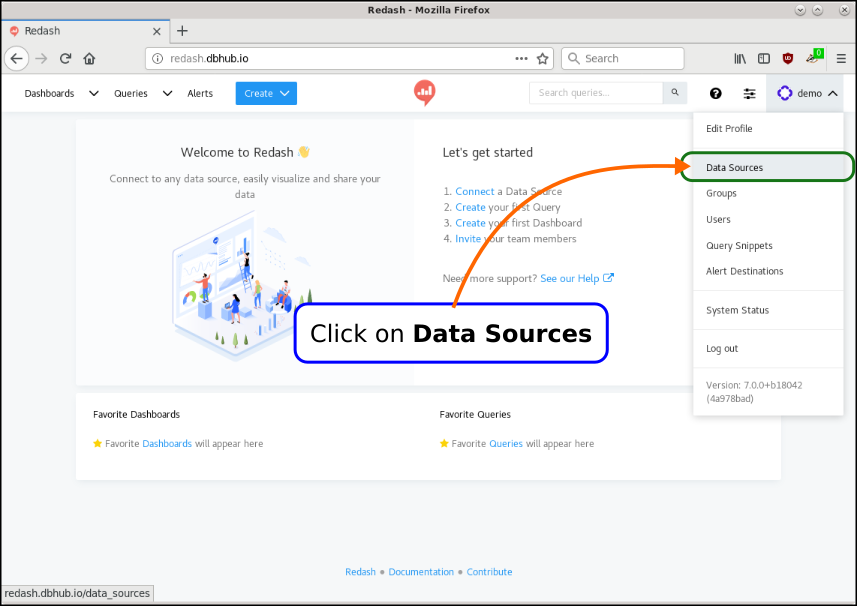 Redash - Mozilla Firefox
Redash
redash.dbhub.io
Search
0
Dashboards
Queries
Alerts
Create
Search queries...
demo
Edit Profile
Data Sources
Groups
Users
Query Snippets
Alert Destinations
System Status
Log out
Version: 7.0.0+b18042
(4a978bad)
Welcome to Redash 👋
Connect to any data source, easily visualize and share your
data
Let's get started
1. Connect a Data Source
2. Create your first Query
3. Create your first Dashboard
4. Invite your team members
Need more support? See our Help
Click on Data Sources
Favorite Dashboards
Favorite Dashboards will appear here
Favorite Queries
Favorite Queries will appear here
Redash • Documentation • Contribute
redash.dbhub.io/data_sources